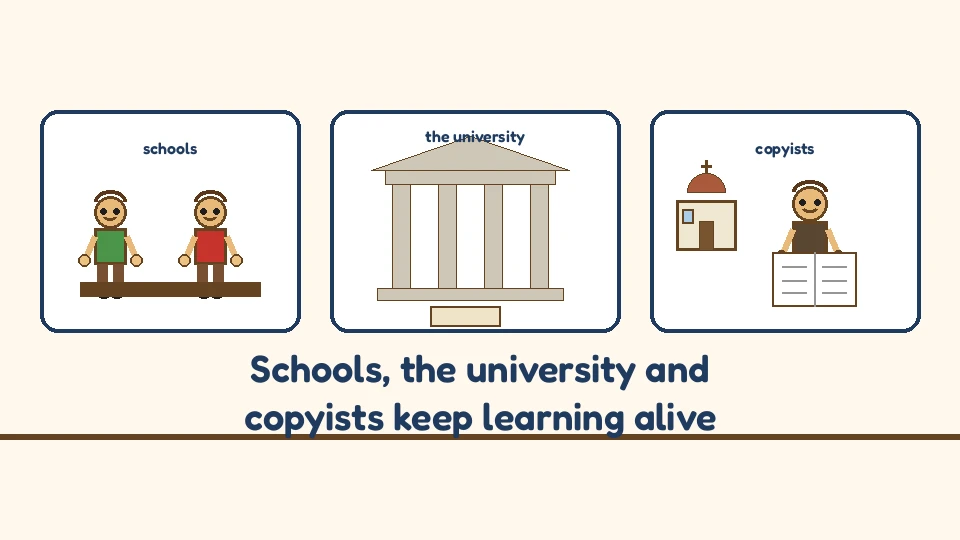 schools
the university
copyists
Schools, the university and
copyists keep learning alive